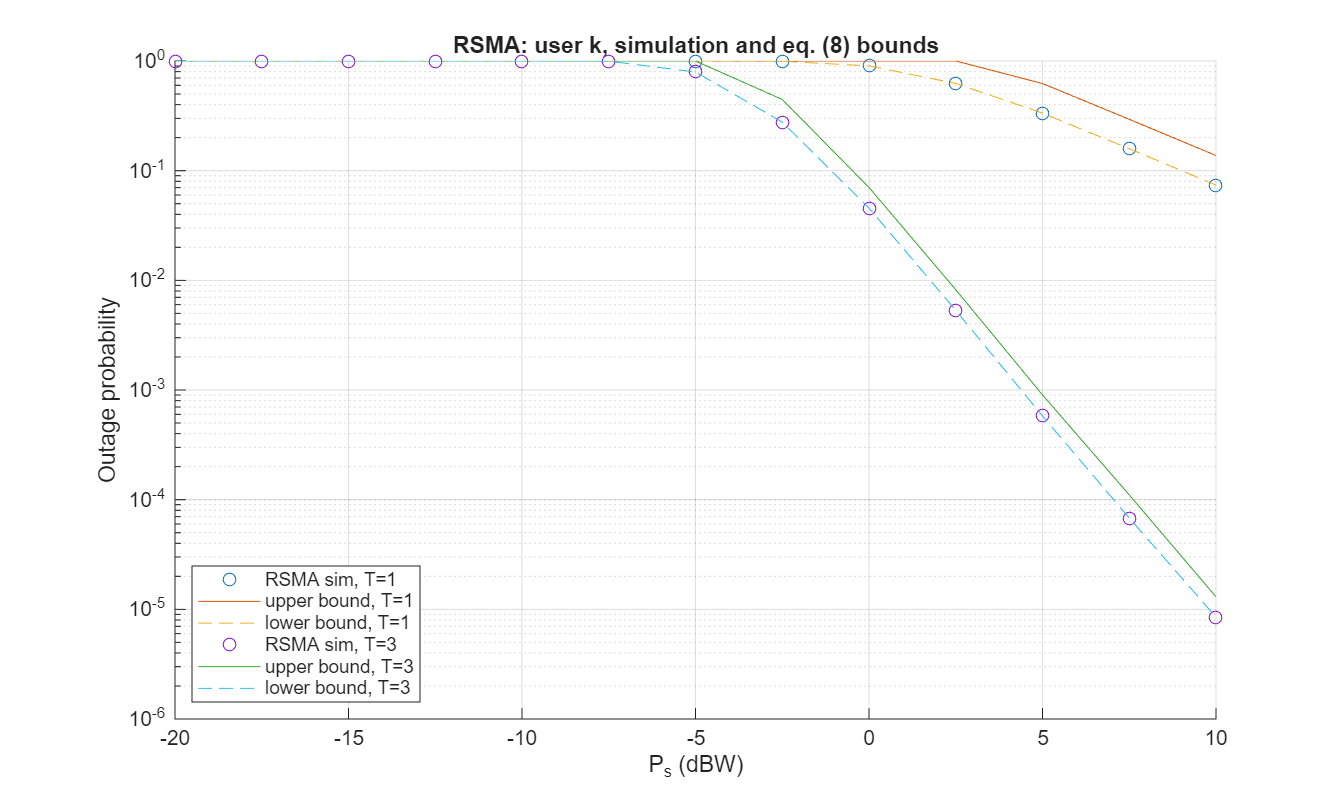 RSMA: user k, simulation and eq. (8) bounds
10^0
10^-1
10^-2
10^-3
10^-4
10^-5
10^-6
Outage probability
RSMA sim, T=1
upper bound, T=1
lower bound, T=1
RSMA sim, T=3
upper bound, T=3
lower bound, T=3
-20 -15 -10 -5 0 5 10
P_s (dBW)